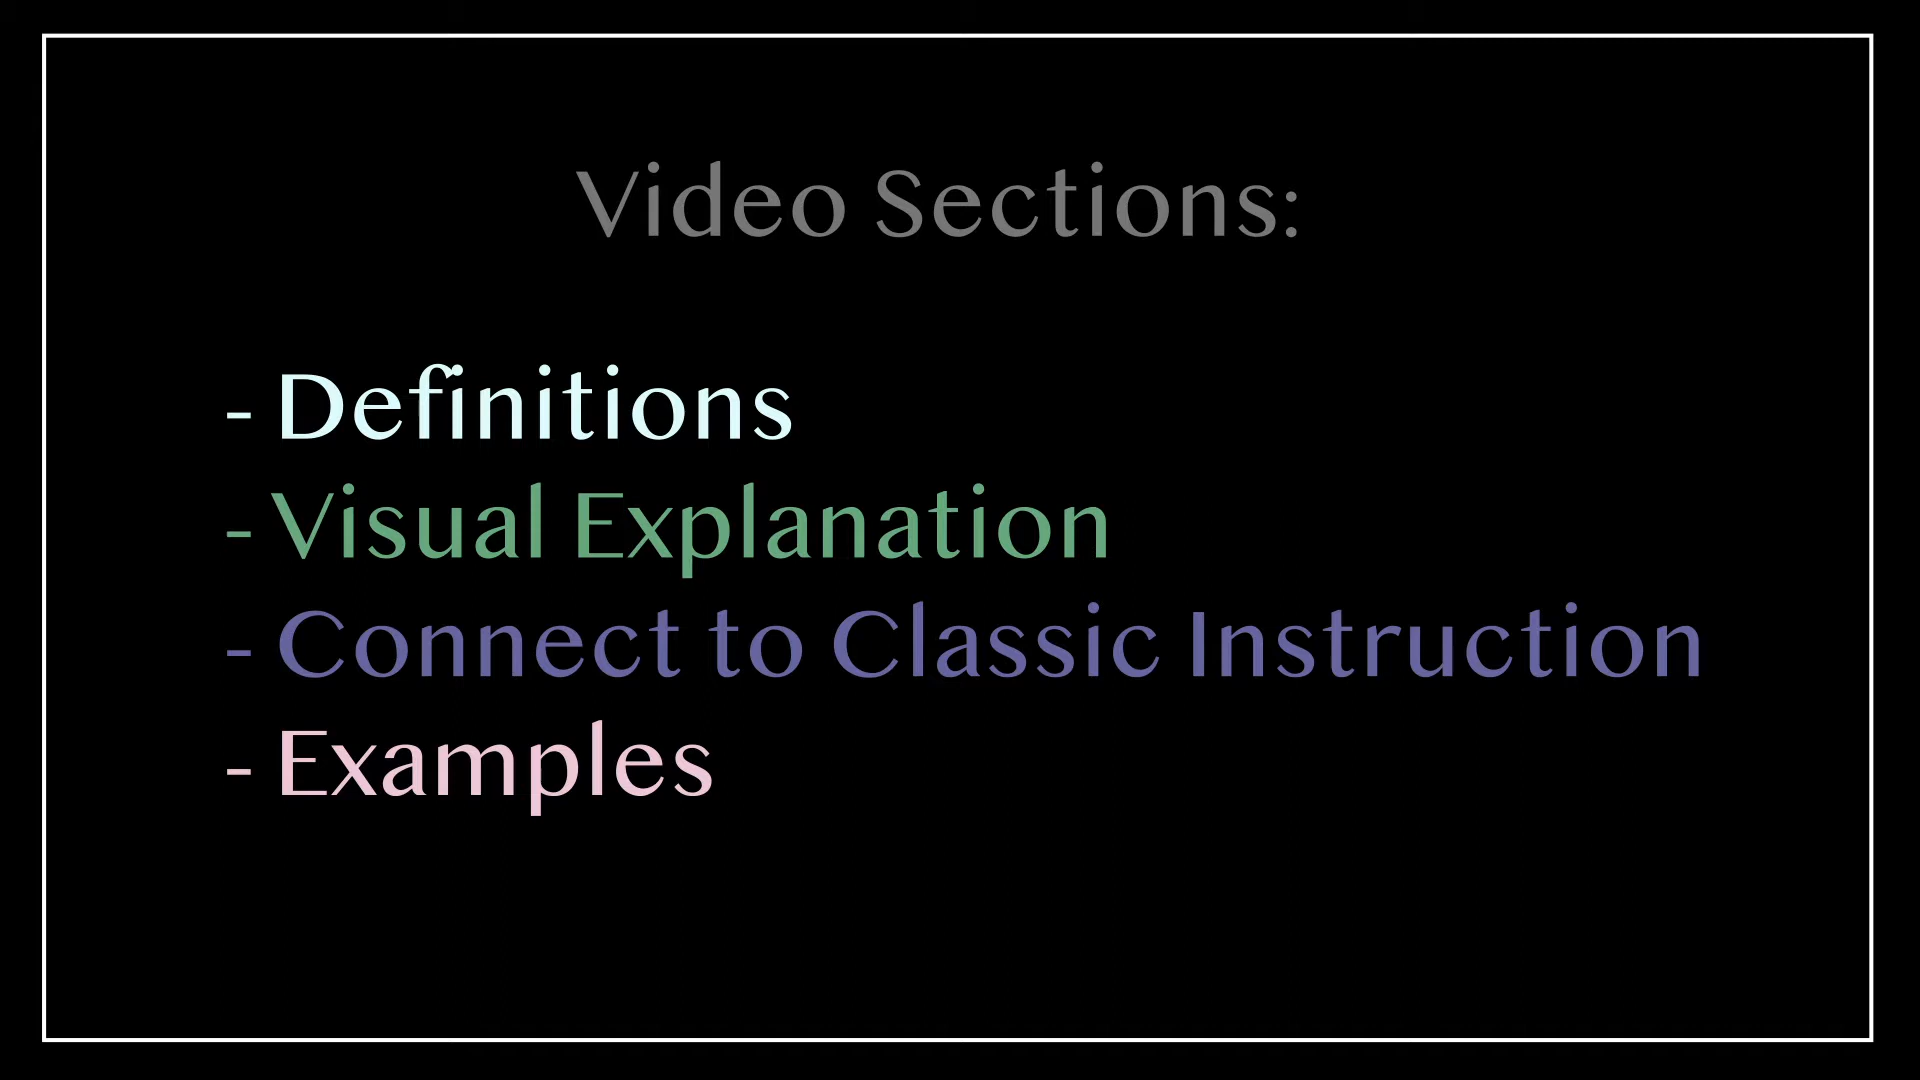 Video Sections:
- Definitions
- Visual Explanation
- Connect to Classic Instruction
- Examples